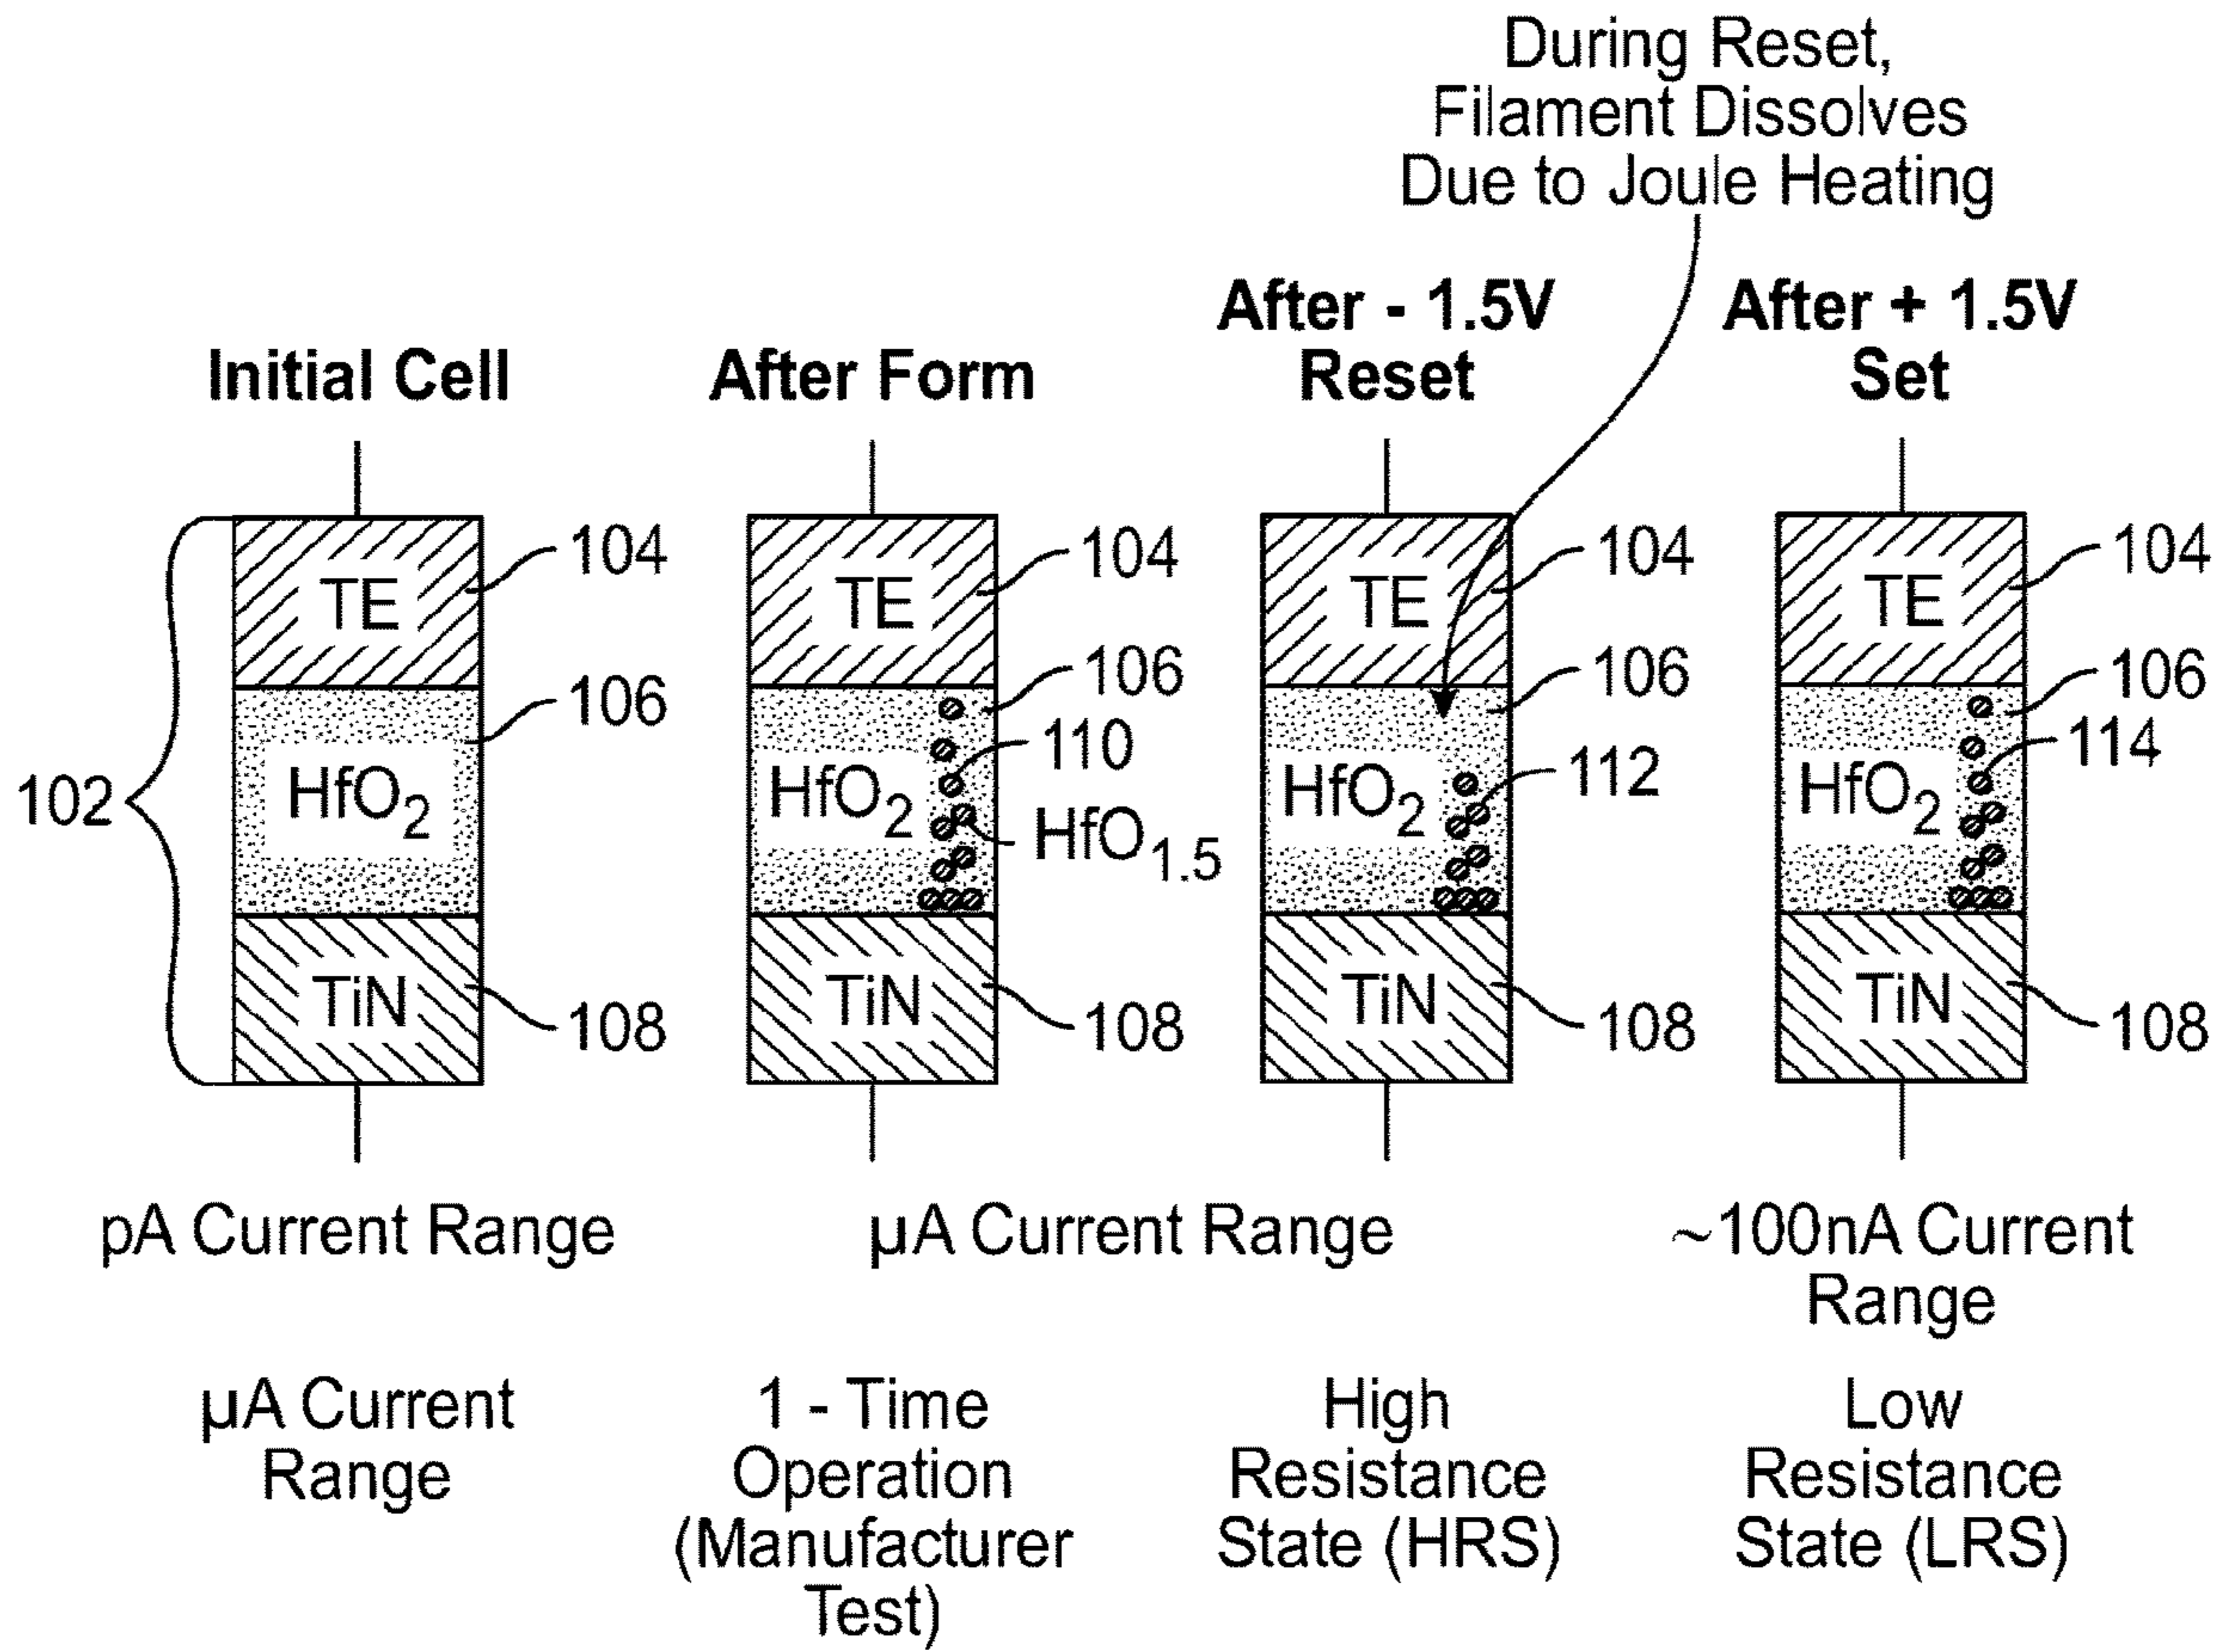 During Reset,
Filament Dissolves
Due to Joule Heating
Initial Cell
After Form
After - 1.5V
Reset
After + 1.5V
Set
102
TE
104
HfO2
106
TiN
108
TE
104
106
110
HfO2
HfO1.5
TiN
108
TE
104
106
HfO2
112
TiN
108
TE
104
106
114
HfO2
TiN
108
pA Current Range
µA Current Range
~100nA Current
Range
µA Current
Range
1 - Time
Operation
(Manufacturer
Test)
High
Resistance
State (HRS)
Low
Resistance
State (LRS)